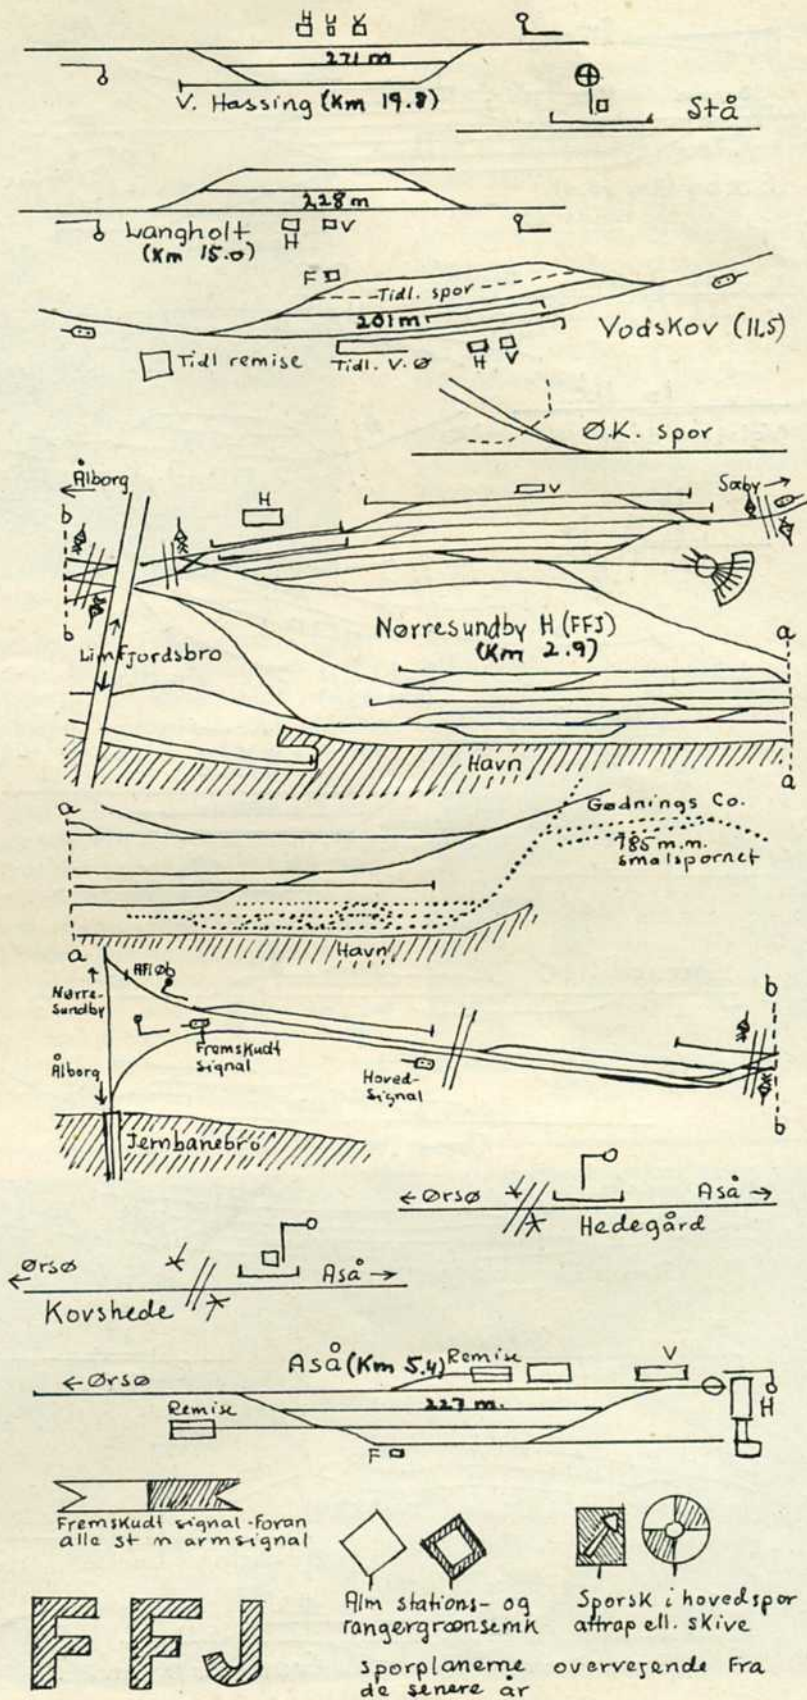 H U V
271 m
V. Hassing (Km 19.8)
Stå
228 m
Langholt
(Km 15.0)
H
V
F
Tidl. spor
201 m
Vodskov (11.5)
Tidl remise
Tidl. V. Ø
H
V
Ø.K. spor
Ålborg
b
H
V
Sæby
b
Limfjordsbro
Nørresundby H (FFJ)
(Km 2.9)
a
Havn
a
a
Gødnings Co.
785 m.m.
smalspornet
Havn
a
Afløb
Nørre-
sundby
Fremskudt
signal
Ålborg
Hoved-
signal
b
b
Jernbanebro
Ørsø
Aså
Hedegård
Ørsø
Aså
Kovshede
Aså (Km 5.4)
Remise
V
Ørsø
227 m.
H
Remise
F
Fremskudt signal-foran
alle st m armsignal
FFJ
Alm stations- og
rangergrænsemk
Sporsk i hovedspor
attrap ell. skive
sporplanerne overvejende fra
de senere år